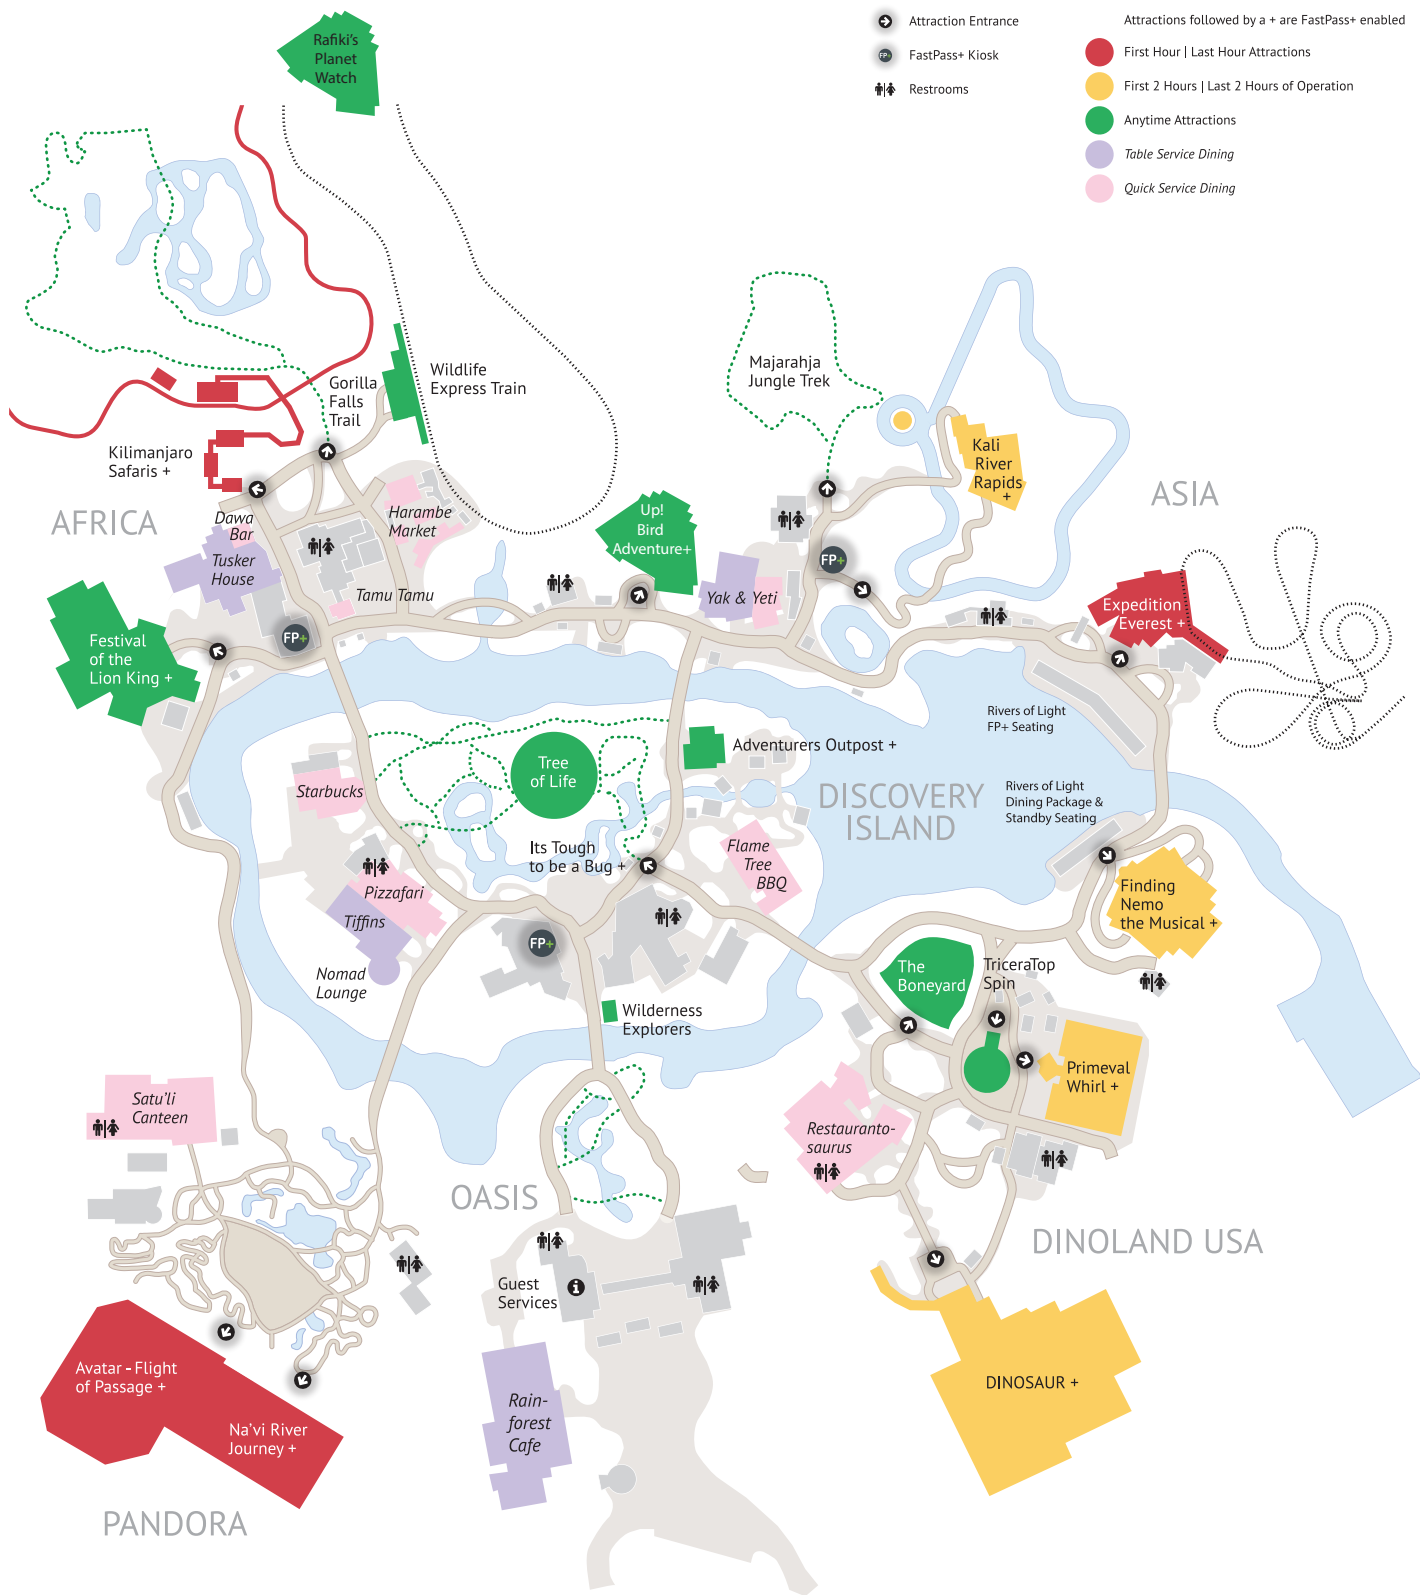 Attraction Entrance
FP+
FastPass+ Kiosk
Restrooms
Attractions followed by a + are FastPass+ enabled
First Hour | Last Hour Attractions
First 2 Hours | Last 2 Hours of Operation
Anytime Attractions
Table Service Dining
Quick Service Dining
Rafiki's
Planet
Watch
Wildlife
Express Train
Gorilla
Falls
Trail
Kilimanjaro
Safaris +
AFRICA
Dawa
Bar
Tusker
House
Harambe
Market
Tamu Tamu
FP+
Festival
of the
Lion King +
Up!
Bird
Adventure+
Yak & Yeti
Majarahja
Jungle Trek
Kali
River
Rapids
+
ASIA
FP+
Expedition
Everest +
Rivers of Light
FP+ Seating
Rivers of Light
Dining Package &
Standby Seating
Adventurers Outpost +
DISCOVERY
ISLAND
Tree
of Life
Starbucks
Its Tough
to be a Bug +
Flame
Tree
BBQ
Pizzafari
Tiffins
Nomad
Lounge
FP+
Wilderness
Explorers
Finding
Nemo
the Musical +
The
Boneyard
TriceraTop
Spin
Primeval
Whirl +
Restauranto-
saurus
DINOLAND USA
DINOSAUR +
Satu'li
Canteen
OASIS
Guest
Services
i
Rain-
forest
Cafe
Avatar - Flight
of Passage +
Na'vi River
Journey +
PANDORA